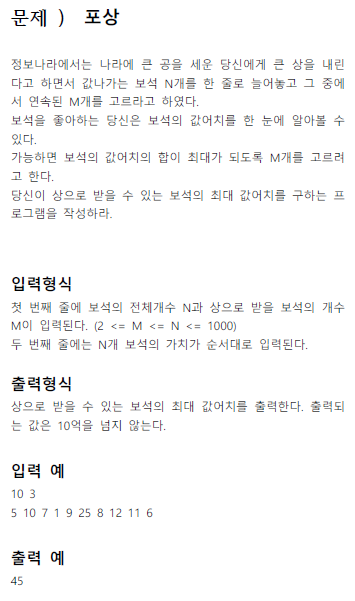 문제 ) 포상
정보나라에서는 나라에 큰 공을 세운 당신에게 큰 상을 내린
다고 하면서 값나가는 보석 N개를 한 줄로 늘어놓고 그 중에
서 연속된 M개를 고르라고 하였다.
보석을 좋아하는 당신은 보석의 값어치를 한 눈에 알아볼 수
있다.
가능하면 보석의 값어치의 합이 최대가 되도록 M개를 고르려
고 한다.
당신이 상으로 받을 수 있는 보석의 최대 값어치를 구하는 프
로그램을 작성하라.
입력형식
첫 번째 줄에 보석의 전체개수 N과 상으로 받을 보석의 개수
M이 입력된다. (2 <= M <= N <= 1000)
두 번째 줄에는 N개 보석의 가치가 순서대로 입력된다.
출력형식
상으로 받을 수 있는 보석의 최대 값어치를 출력한다. 출력되
는 값은 10억을 넘지 않는다.
입력 예
10 3
5 10 7 1 9 25 8 12 11 6
출력 예
45